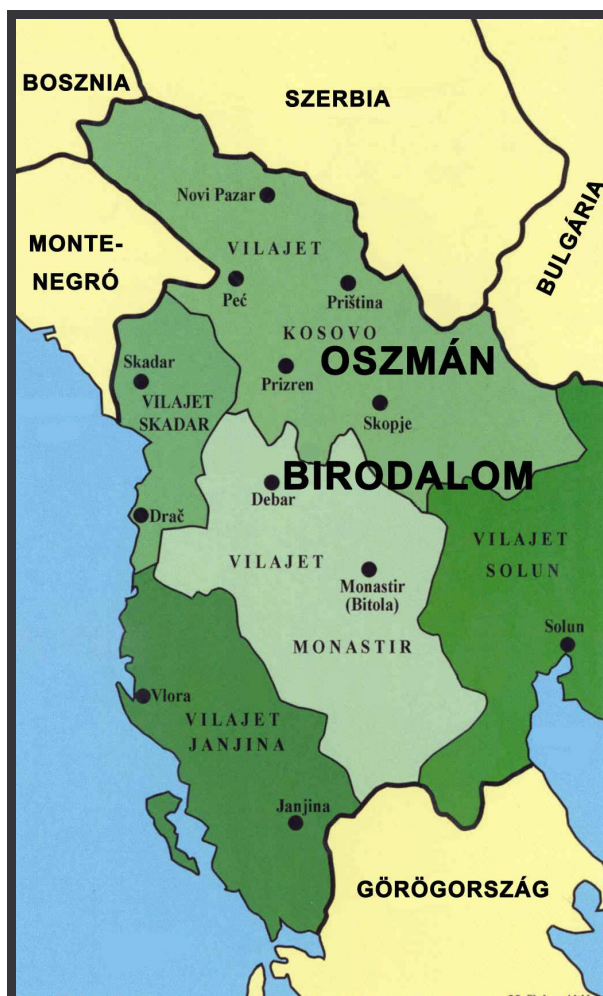 BOSZNIA
SZERBIA
BULGÁRIA
MONTE-
NEGRÓ
Novi Pazar
VILAJET
Peć
Priština
KOSOVO
OSZMÁN
Prizren
Skopje
Skadar
VILAJET
SKADAR
BIRODALOM
Debar
Drač
VILAJET
Monastir
(Bitola)
MONASTIR
VILAJET
SOLUN
Solun
Vlora
VILAJET
JANJINA
Janjina
GÖRÖGORSZÁG